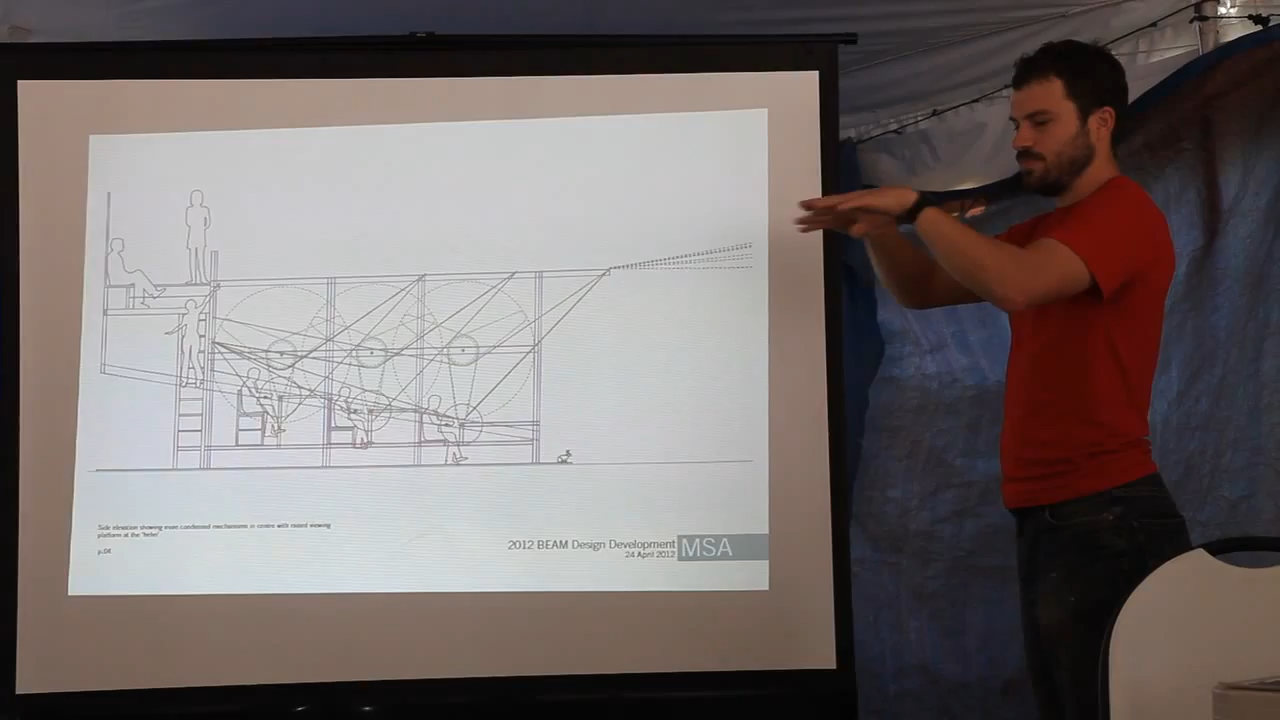 Side elevation showing more condensed mechanisms in centre with raised viewing
platform at the 'helm'
p.04
2012 BEAM Design Development
24 April 2012
MSA